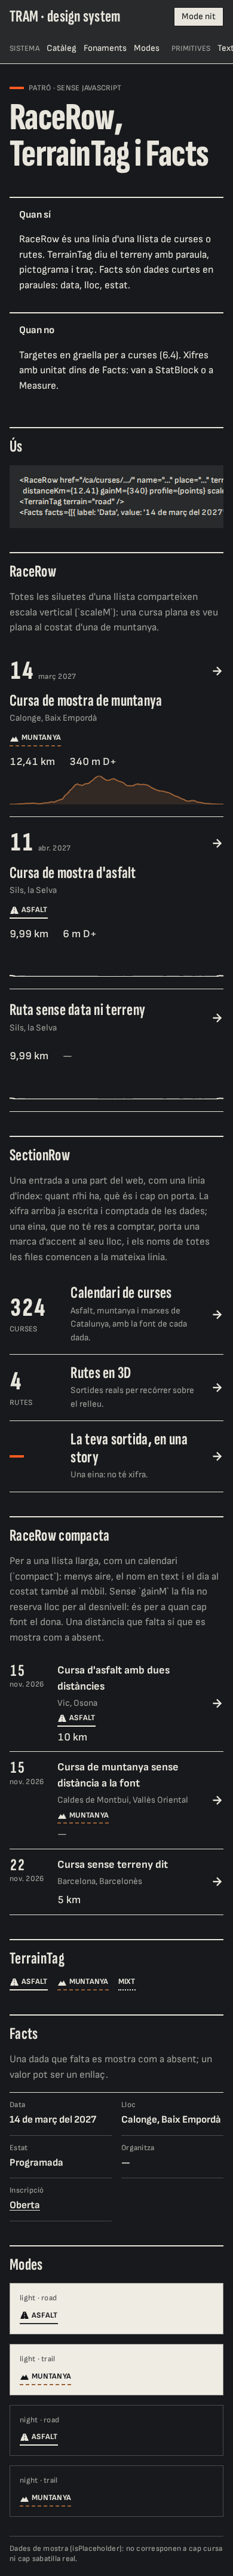 TRAM · design system
Mode nit
SISTEMA Catàleg Fonaments Modes PRIMITIVES Text
PATRÓ · SENSE JAVASCRIPT
RaceRow,
TerrainTag i Facts
Quan sí
RaceRow és una línia d'una llista de curses o
rutes. TerrainTag diu el terreny amb paraula,
pictograma i traç. Facts són dades curtes en
paraules: data, lloc, estat.
Quan no
Targetes en graella per a curses (6.4). Xifres
amb unitat dins de Facts: van a StatBlock o a
Measure.
Ús
<RaceRow href="/ca/curses/…/" name="…" place="…" terr
distanceKm={12.41} gainM={340} profile={points} scal
<TerrainTag terrain="road" />
<Facts facts={[{ label: 'Data', value: '14 de març del 2027'
RaceRow
Totes les siluetes d'una llista comparteixen
escala vertical (`scaleM`): una cursa plana es veu
plana al costat d'una de muntanya.
14 març 2027
Cursa de mostra de muntanya
Calonge, Baix Empordà
MUNTANYA
12,41 km 340 m D+
11 abr. 2027
Cursa de mostra d'asfalt
Sils, la Selva
ASFALT
9,99 km 6 m D+
Ruta sense data ni terreny
Sils, la Selva
9,99 km —
SectionRow
Una entrada a una part del web, com una línia
d'índex: quant n'hi ha, què és i cap on porta. La
xifra arriba ja escrita i comptada de les dades;
una eina, que no té res a comptar, porta una
marca d'accent al seu lloc, i els noms de totes
les files comencen a la mateixa línia.
324
CURSES
Calendari de curses
Asfalt, muntanya i marxes de
Catalunya, amb la font de cada
dada.
4
RUTES
Rutes en 3D
Sortides reals per recórrer sobre
el relleu.
La teva sortida, en una
story
Una eina: no té xifra.
RaceRow compacta
Per a una llista llarga, com un calendari
(`compact`): menys aire, el nom en text i el dia al
costat també al mòbil. Sense `gainM` la fila no
reserva lloc per al desnivell: és per a quan cap
font el dona. Una distància que falta sí que es
mostra com a absent.
15
nov. 2026
Cursa d'asfalt amb dues
distàncies
Vic, Osona
ASFALT
10 km
15
nov. 2026
Cursa de muntanya sense
distància a la font
Caldes de Montbui, Vallès Oriental
MUNTANYA
—
22
nov. 2026
Cursa sense terreny dit
Barcelona, Barcelonès
5 km
TerrainTag
ASFALT MUNTANYA MIXT
Facts
Una dada que falta es mostra com a absent; un
valor pot ser un enllaç.
Data Lloc
14 de març del 2027 Calonge, Baix Empordà
Estat Organitza
Programada —
Inscripció
Oberta
Modes
light · road
ASFALT
light · trail
MUNTANYA
night · road
ASFALT
night · trail
MUNTANYA
Dades de mostra (isPlaceholder): no corresponen a cap cursa
ni cap sabatilla real.